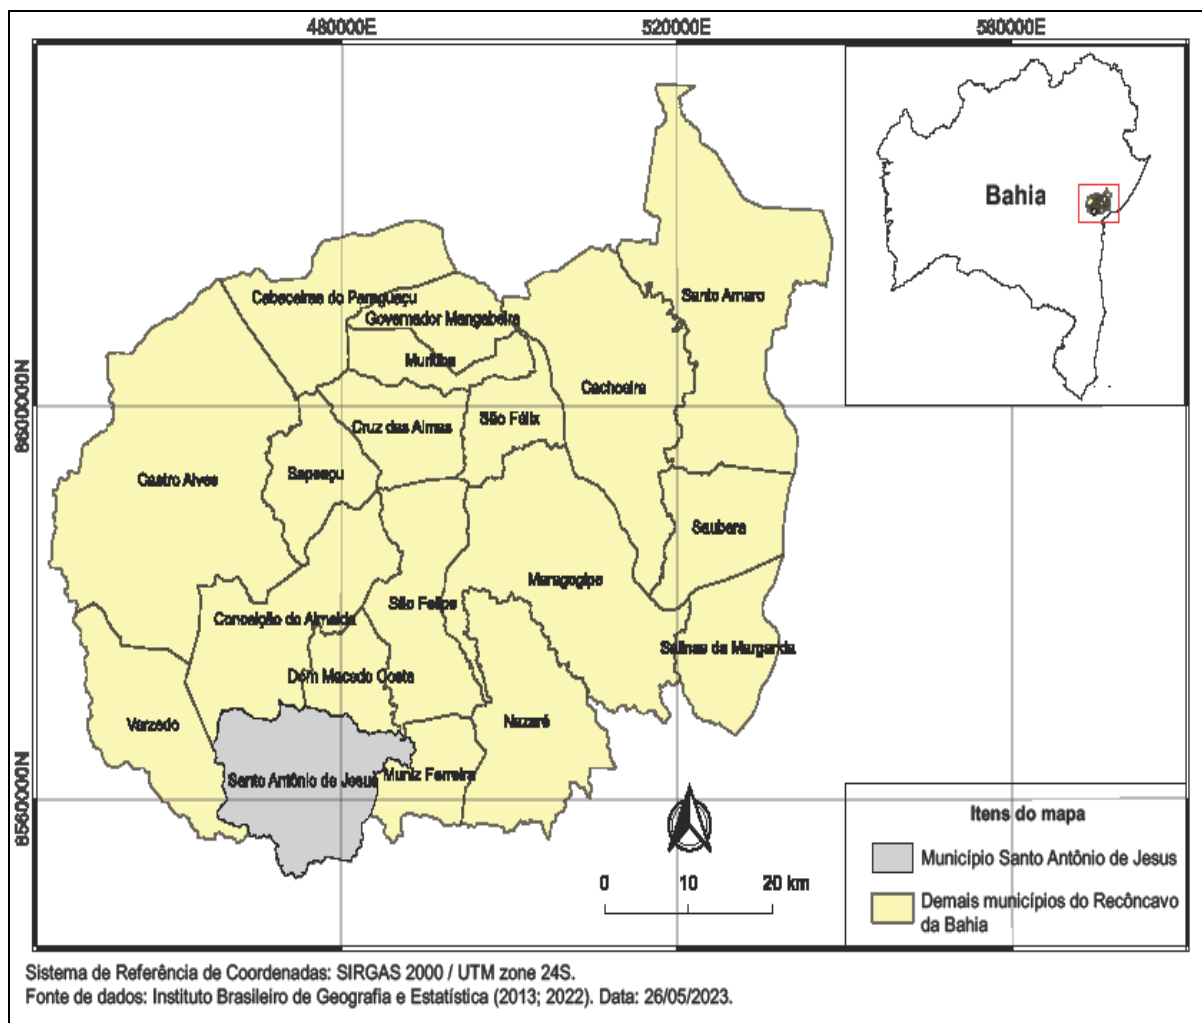 480000E
520000E
560000E
8600000N
8560000N
Bahia
Santo Amaro
Cabaceiras do Paraguaçu
Governador Mangabeira
Muritiba
Cachoeira
São Félix
Cruz das Almas
Castro Alves
Sapeaçu
Saubara
Maragogipe
São Felipe
Conceição do Almeida
Salinas da Margarida
Dom Macedo Costa
Varzedo
Nazaré
Santo Antônio de Jesus
Muniz Ferreira
0 10 20 km
Itens do mapa
Município Santo Antônio de Jesus
Demais municípios do Recôncavo
da Bahia
Sistema de Referência de Coordenadas: SIRGAS 2000 / UTM zone 24S.
Fonte de dados: Instituto Brasileiro de Geografia e Estatística (2013; 2022). Data: 26/05/2023.